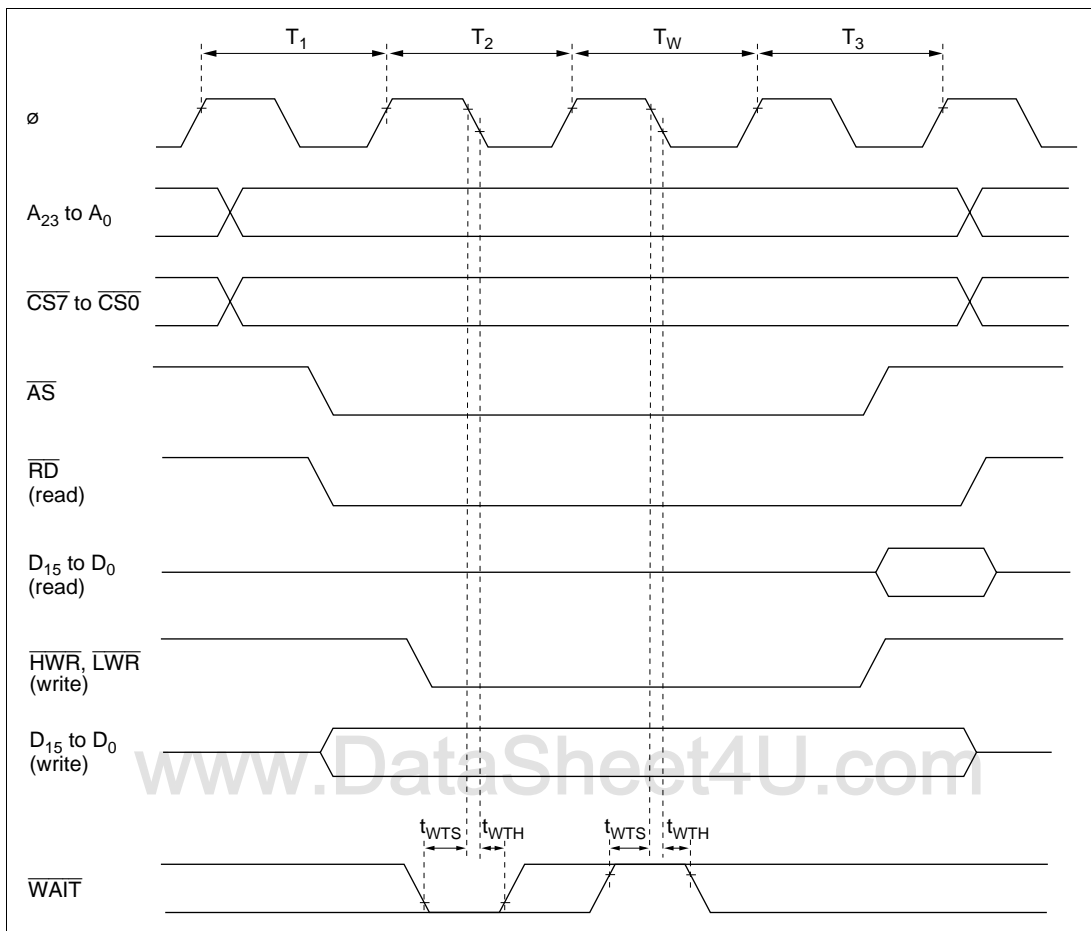 T1 T2 TW T3
ø
A23 to A0
CS7 to CS0
AS
RD
(read)
D15 to D0
(read)
HWR, LWR
(write)
D15 to D0
(write)
www.DataSheet4U.com
tWTS tWTH tWTS tWTH
WAIT